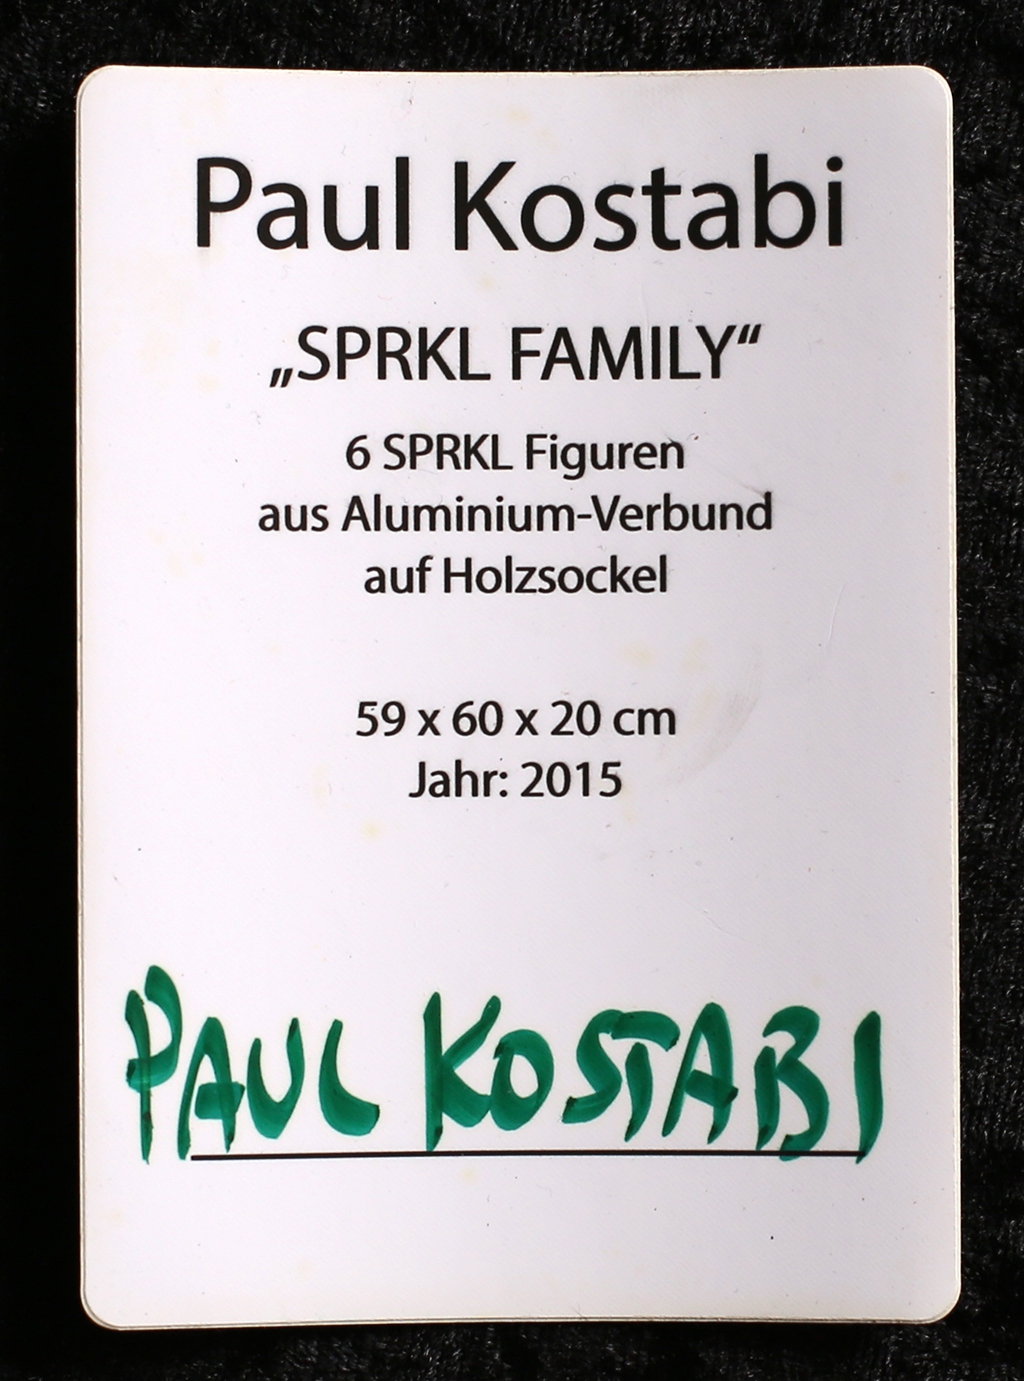 Paul Kostabi
„SPRKL FAMILY“
6 SPRKL Figuren
aus Aluminium-Verbund
auf Holzsockel
59 x 60 x 20 cm
Jahr: 2015
PAUL KOSTABI